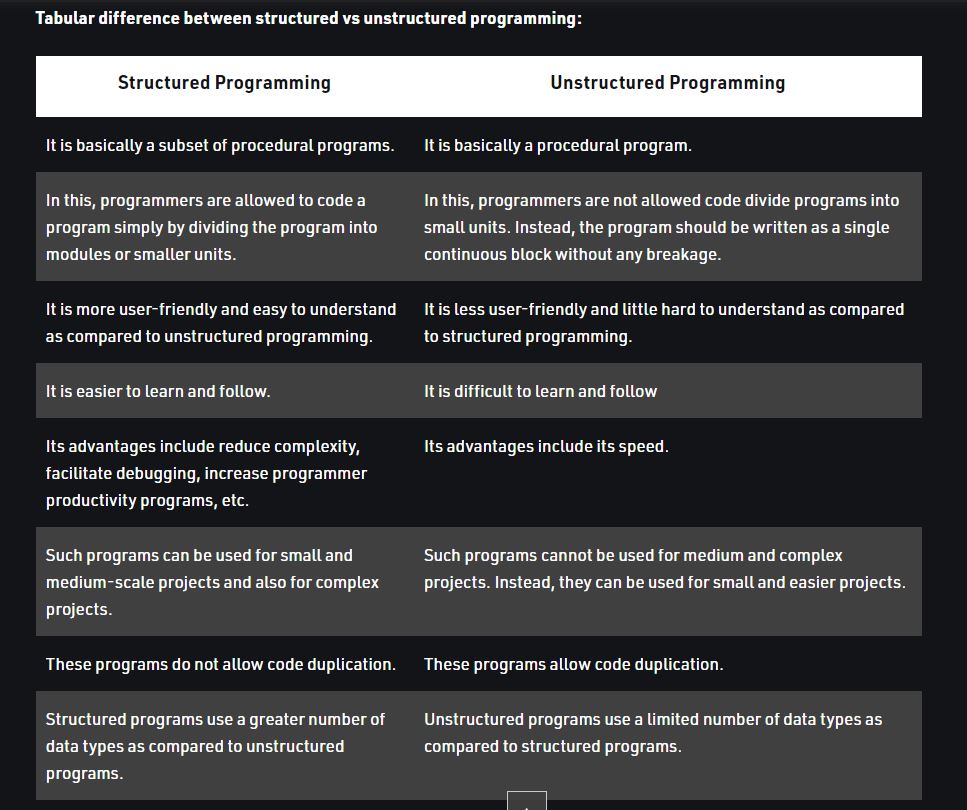 Tabular difference between structured vs unstructured programming:
Structured Programming
Unstructured Programming
It is basically a subset of procedural programs.
It is basically a procedural program.
In this, programmers are allowed to code a
program simply by dividing the program into
modules or smaller units.
In this, programmers are not allowed code divide programs into
small units. Instead, the program should be written as a single
continuous block without any breakage.
It is more user-friendly and easy to understand
as compared to unstructured programming.
It is less user-friendly and little hard to understand as compared
to structured programming.
It is easier to learn and follow.
It is difficult to learn and follow
Its advantages include reduce complexity,
facilitate debugging, increase programmer
productivity programs, etc.
Its advantages include its speed.
Such programs can be used for small and
medium-scale projects and also for complex
projects.
Such programs cannot be used for medium and complex
projects. Instead, they can be used for small and easier projects.
These programs do not allow code duplication.
These programs allow code duplication.
Structured programs use a greater number of
data types as compared to unstructured
programs.
Unstructured programs use a limited number of data types as
compared to structured programs.